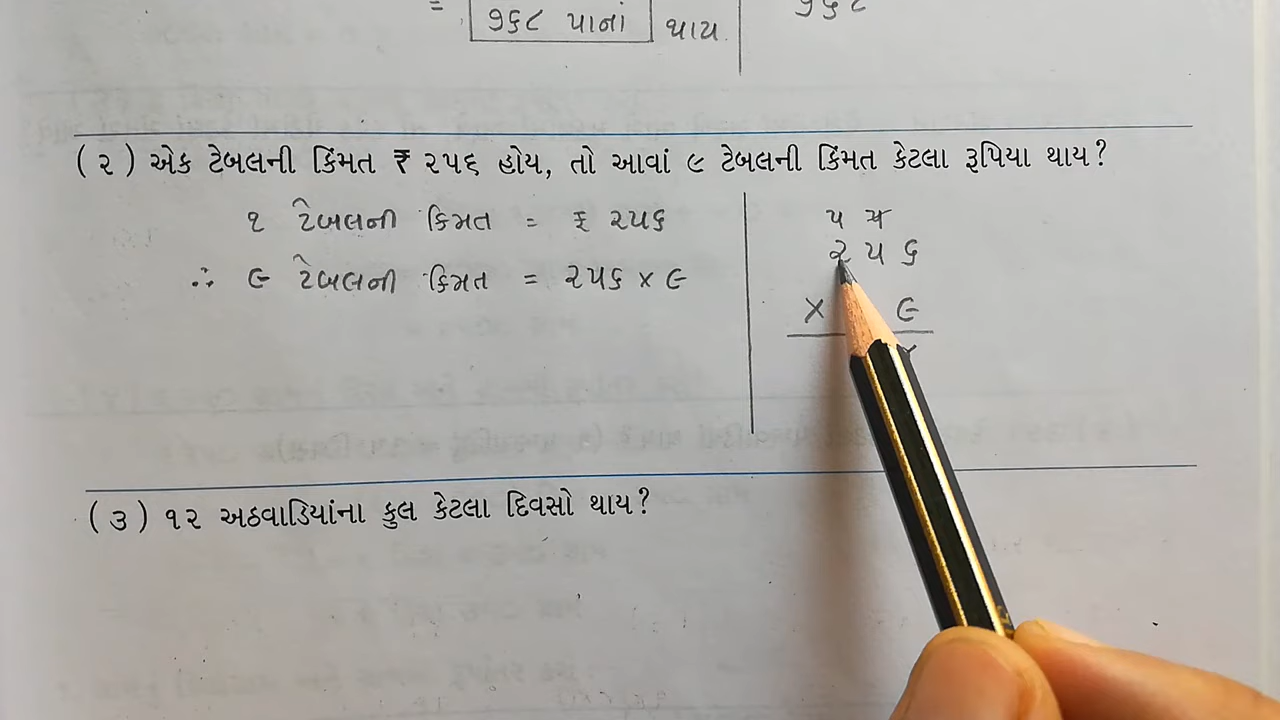 = ૧૬૮ પાનાં થાય.
૧૬૮
(૨) એક ટેબલની કિંમત ₹ ૨૫૬ હોય, તો આવાં ૯ ટેબલની કિંમત કેટલા રૂપિયા થાય?
૧ ટેબલની કિંમત = ₹ ૨૫૬
∴ ૯ ટેબલની કિંમત = ૨૫૬ × ૯
૫ ૫
૨ ૫ ૬
× ૯
(૩) ૧૨ અઠવાડિયાંના કુલ કેટલા દિવસો થાય?